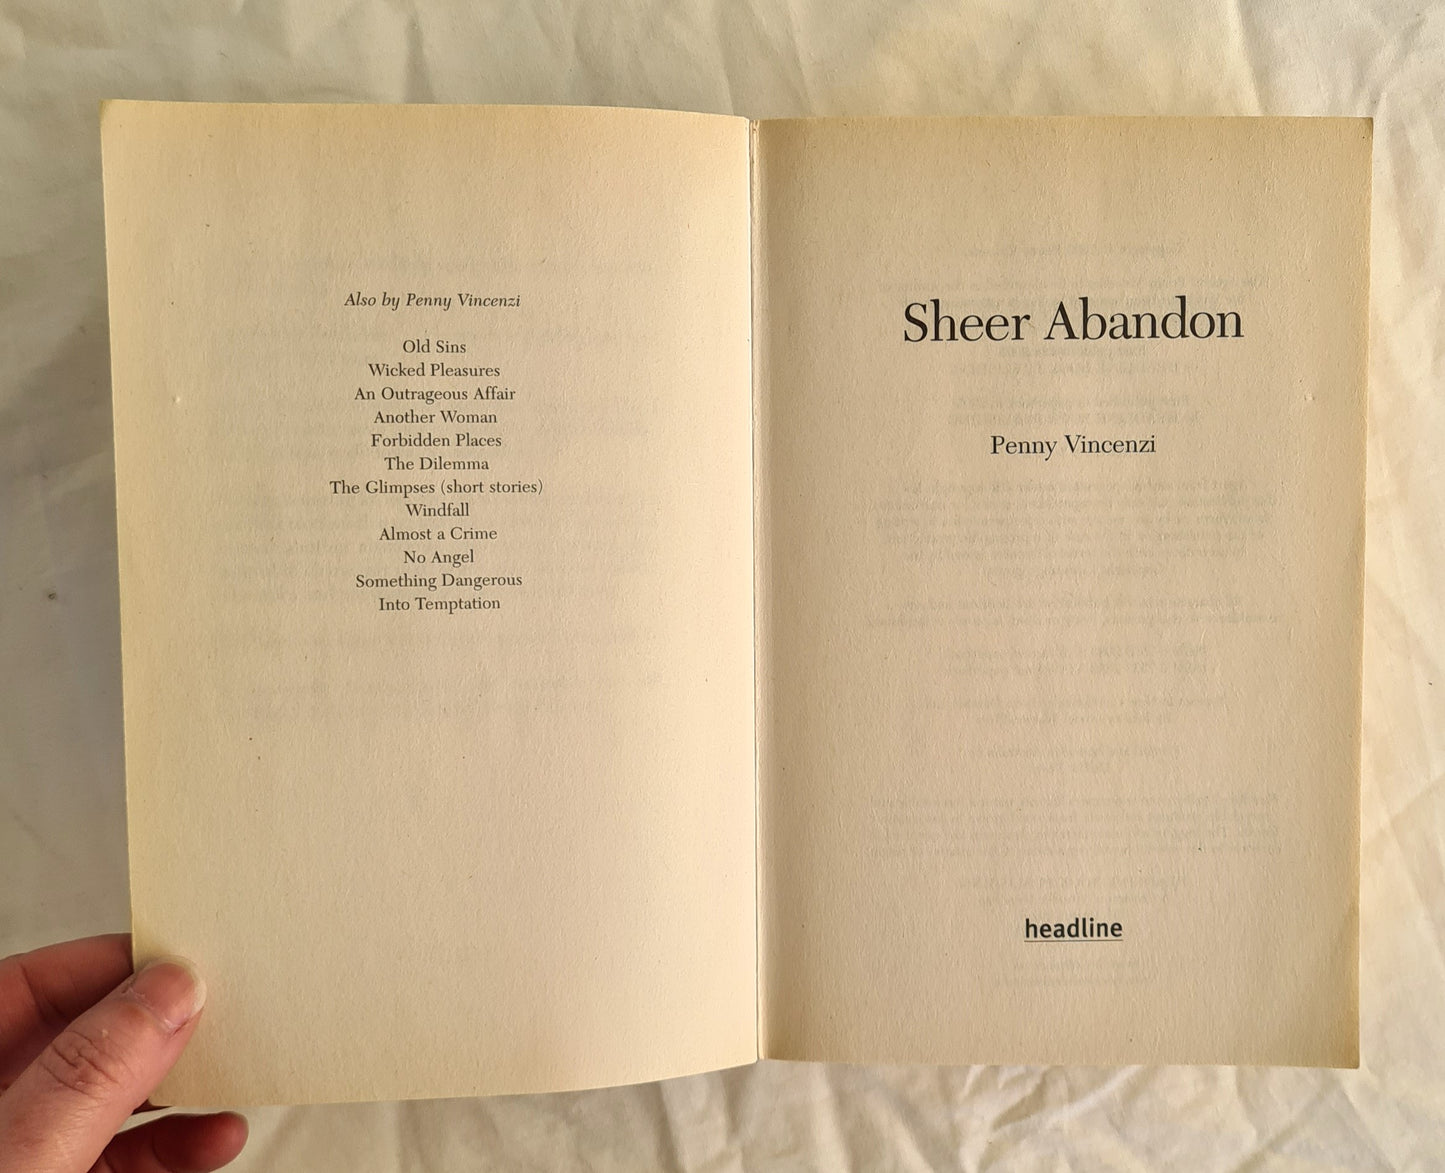 Also by Penny Vincenzi
Old Sins
Wicked Pleasures
An Outrageous Affair
Another Woman
Forbidden Places
The Dilemma
The Glimpses (short stories)
Windfall
Almost a Crime
No Angel
Something Dangerous
Into Temptation
Sheer Abandon
Penny Vincenzi
headline